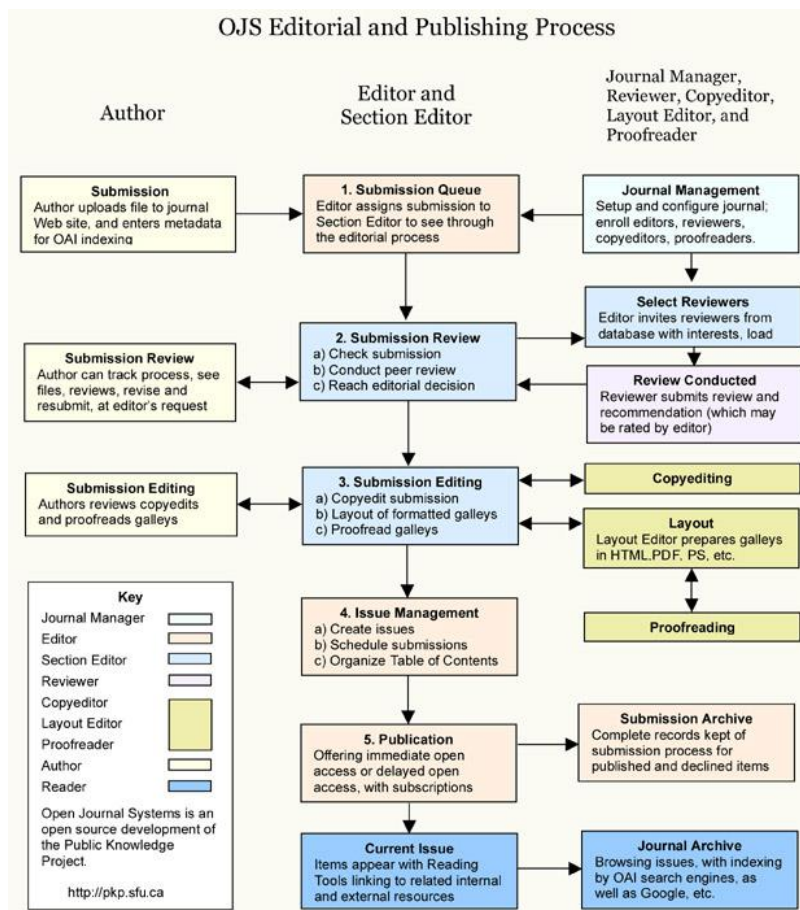 OJS Editorial and Publishing Process
Author
Editor and
Section Editor
Journal Manager,
Reviewer, Copyeditor,
Layout Editor, and
Proofreader
Submission
Author uploads file to journal
Web site, and enters metadata
for OAI indexing
1. Submission Queue
Editor assigns submission to
Section Editor to see through
the editorial process
Journal Management
Setup and configure journal;
enroll editors, reviewers,
copyeditors, proofreaders.
Select Reviewers
Editor invites reviewers from
database with interests, load
2. Submission Review
a) Check submission
b) Conduct peer review
c) Reach editorial decision
Submission Review
Author can track process, see
files, reviews, revise and
resubmit, at editor's request
Review Conducted
Reviewer submits review and
recommendation (which may
be rated by editor)
3. Submission Editing
a) Copyedit submission
b) Layout of formatted galleys
c) Proofread galleys
Submission Editing
Authors reviews copyedits
and proofreads galleys
Copyediting
Layout
Layout Editor prepares galleys
in HTML.PDF, PS, etc.
Proofreading
4. Issue Management
a) Create issues
b) Schedule submissions
c) Organize Table of Contents
5. Publication
Offering immediate open
access or delayed open
access, with subscriptions
Submission Archive
Complete records kept of
submission process for
published and declined items
Current Issue
Items appear with Reading
Tools linking to related internal
and external resources
Journal Archive
Browsing issues, with indexing
by OAI search engines, as
well as Google, etc.
Key
Journal Manager
Editor
Section Editor
Reviewer
Copyeditor
Layout Editor
Proofreader
Author
Reader
Open Journal Systems is an
open source development of
the Public Knowledge
Project.
http://pkp.sfu.ca